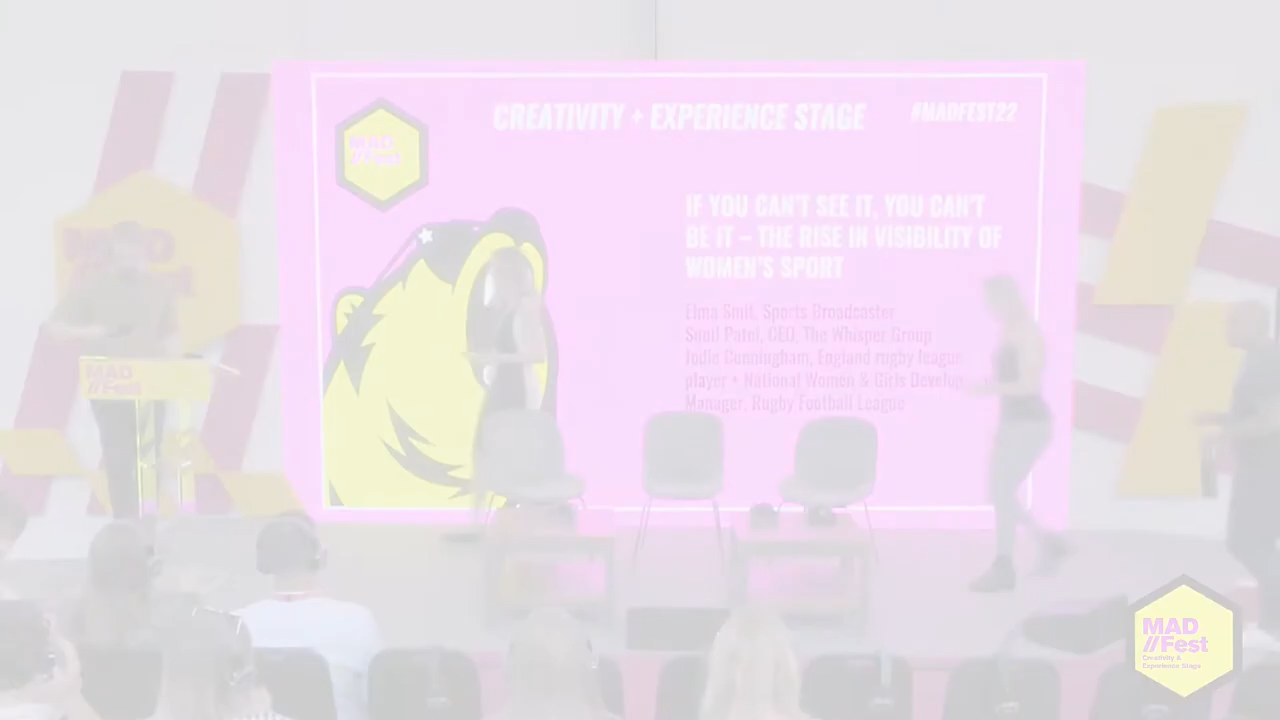 CREATIVITY + EXPERIENCE STAGE
#MADFEST22
MAD
//Fest
IF YOU CAN'T SEE IT, YOU CAN'T
BE IT – THE RISE IN VISIBILITY OF
WOMEN'S SPORT
Elma Smit, Sports Broadcaster
Sunil Patel, CEO, The Whisper Group
Jodie Cunningham, England rugby league
player + National Women & Girls
Manager, Rugby Football League
MAD
MAD
//Fest
MAD
//Fest
Creativity &
Experience Stage